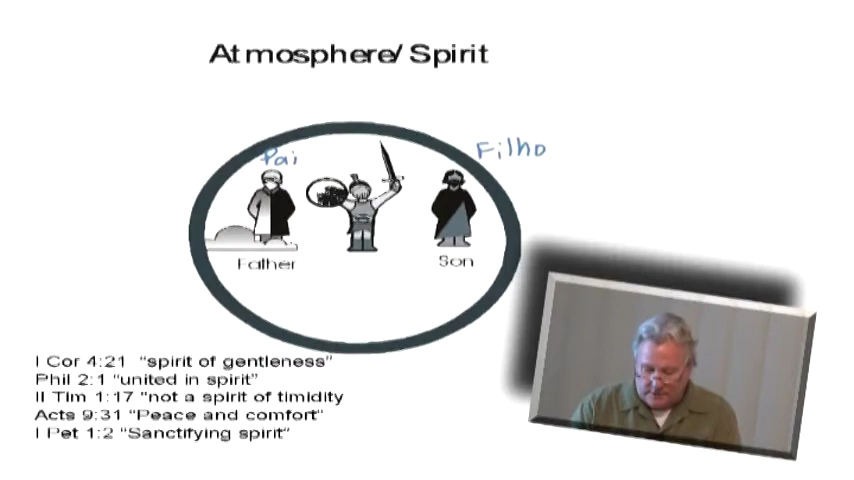 Atmosphere/ Spirit
Pai
Filho
Father
Son
I Cor 4:21 "spirit of gentleness"
Phil 2:1 "united in spirit"
II Tim 1:17 "not a spirit of timidity
Acts 9:31 "Peace and comfort"
I Pet 1:2 "Sanctifying spirit"